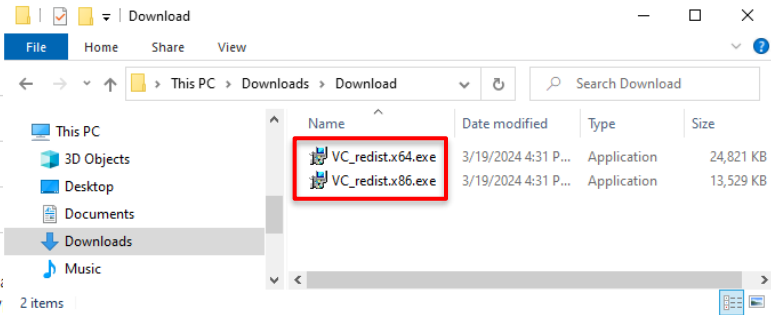 Download
File Home Share View
This PC > Downloads > Download Search Download
This PC
3D Objects
Desktop
Documents
Downloads
Music
Name Date modified Type Size
VC_redist.x64.exe 3/19/2024 4:31 P... Application 24,821 KB
VC_redist.x86.exe 3/19/2024 4:31 P... Application 13,529 KB
2 items